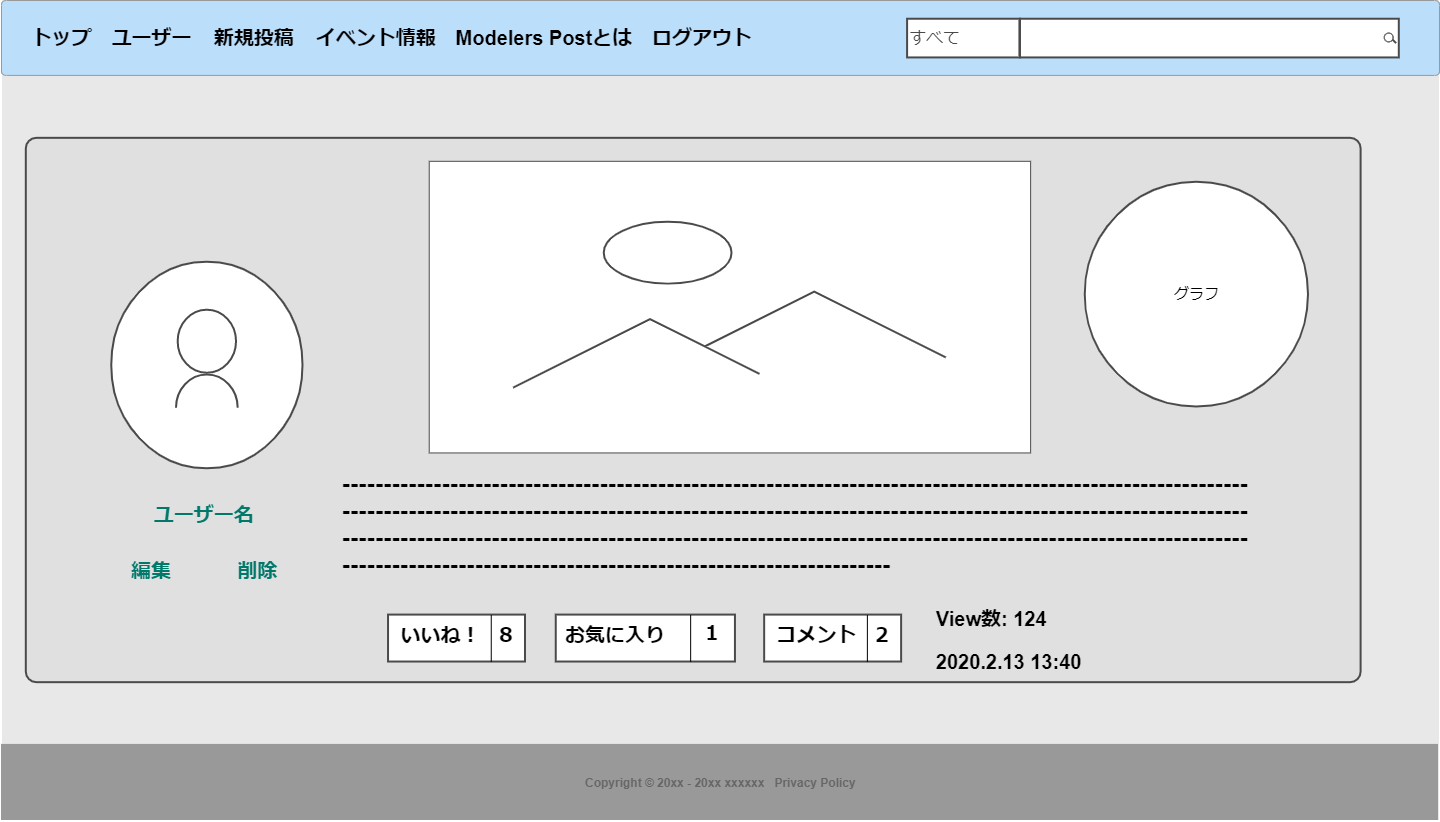 トップ ユーザー 新規投稿 イベント情報 Modelers Postとは ログアウト すべて
グラフ
ユーザー名
編集 削除
いいね！ 8 お気に入り 1 コメント 2
View数: 124
2020.2.13 13:40
Copyright © 20xx - 20xx xxxxxx Privacy Policy